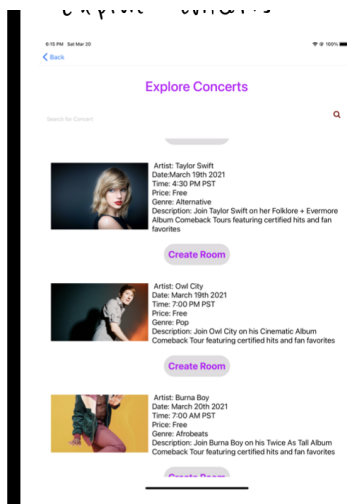 Explore Concerts
6:15 PM Sat Mar 20
100%
Back
Explore Concerts
Search for Concert
Artist: Taylor Swift
Date:March 19th 2021
Time: 4:30 PM PST
Price: Free
Genre: Alternative
Description: Join Taylor Swift on her Folklore + Evermore
Album Comeback Tours featuring certified hits and fan
favorites
Create Room
Artist: Owl City
Date: March 19th 2021
Time: 7:00 PM PST
Price: Free
Genre: Pop
Description: Join Owl City on his Cinematic Album
Comeback Tour featuring certified hits and fan favorites
Create Room
Artist: Burna Boy
Date: March 20th 2021
Time: 7:00 AM PST
Price: Free
Genre: Afrobeats
Description: Join Burna Boy on his Twice As Tall Album
Comeback Tour featuring certified hits and fan favorites
Create Room